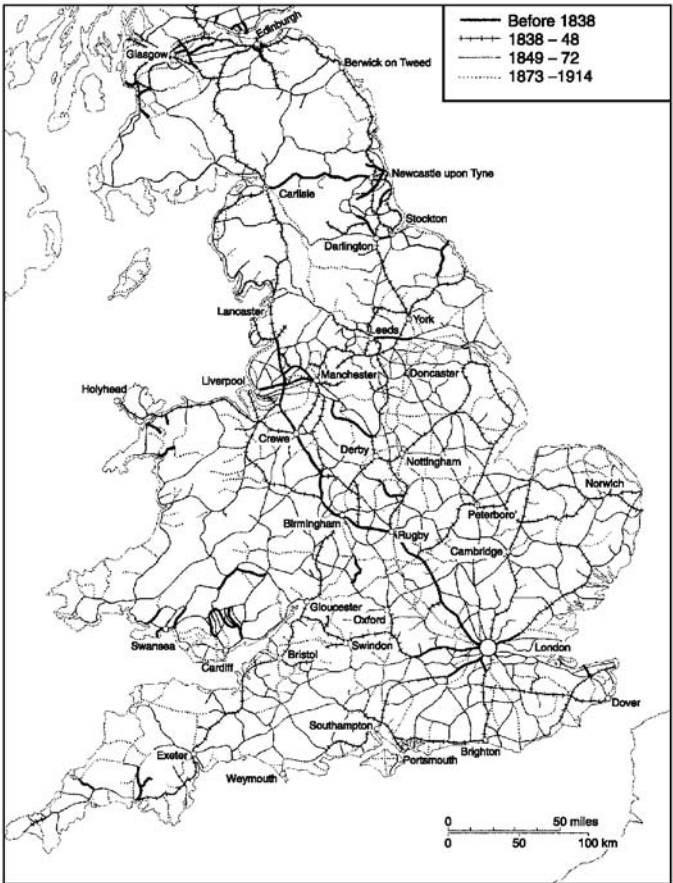 Before 1838
1838 – 48
1849 – 72
1873 –1914
Edinburgh
Glasgow
Berwick on Tweed
Newcastle upon Tyne
Carlisle
Stockton
Darlington
Lancaster
York
Leeds
Liverpool
Manchester
Doncaster
Holyhead
Crewe
Derby
Nottingham
Norwich
Peterboro'
Birmingham
Rugby
Cambridge
Gloucester
Oxford
Swansea
Swindon
London
Cardiff
Bristol
Dover
Southampton
Exeter
Portsmouth
Brighton
Weymouth
0 50 miles
0 50 100 km